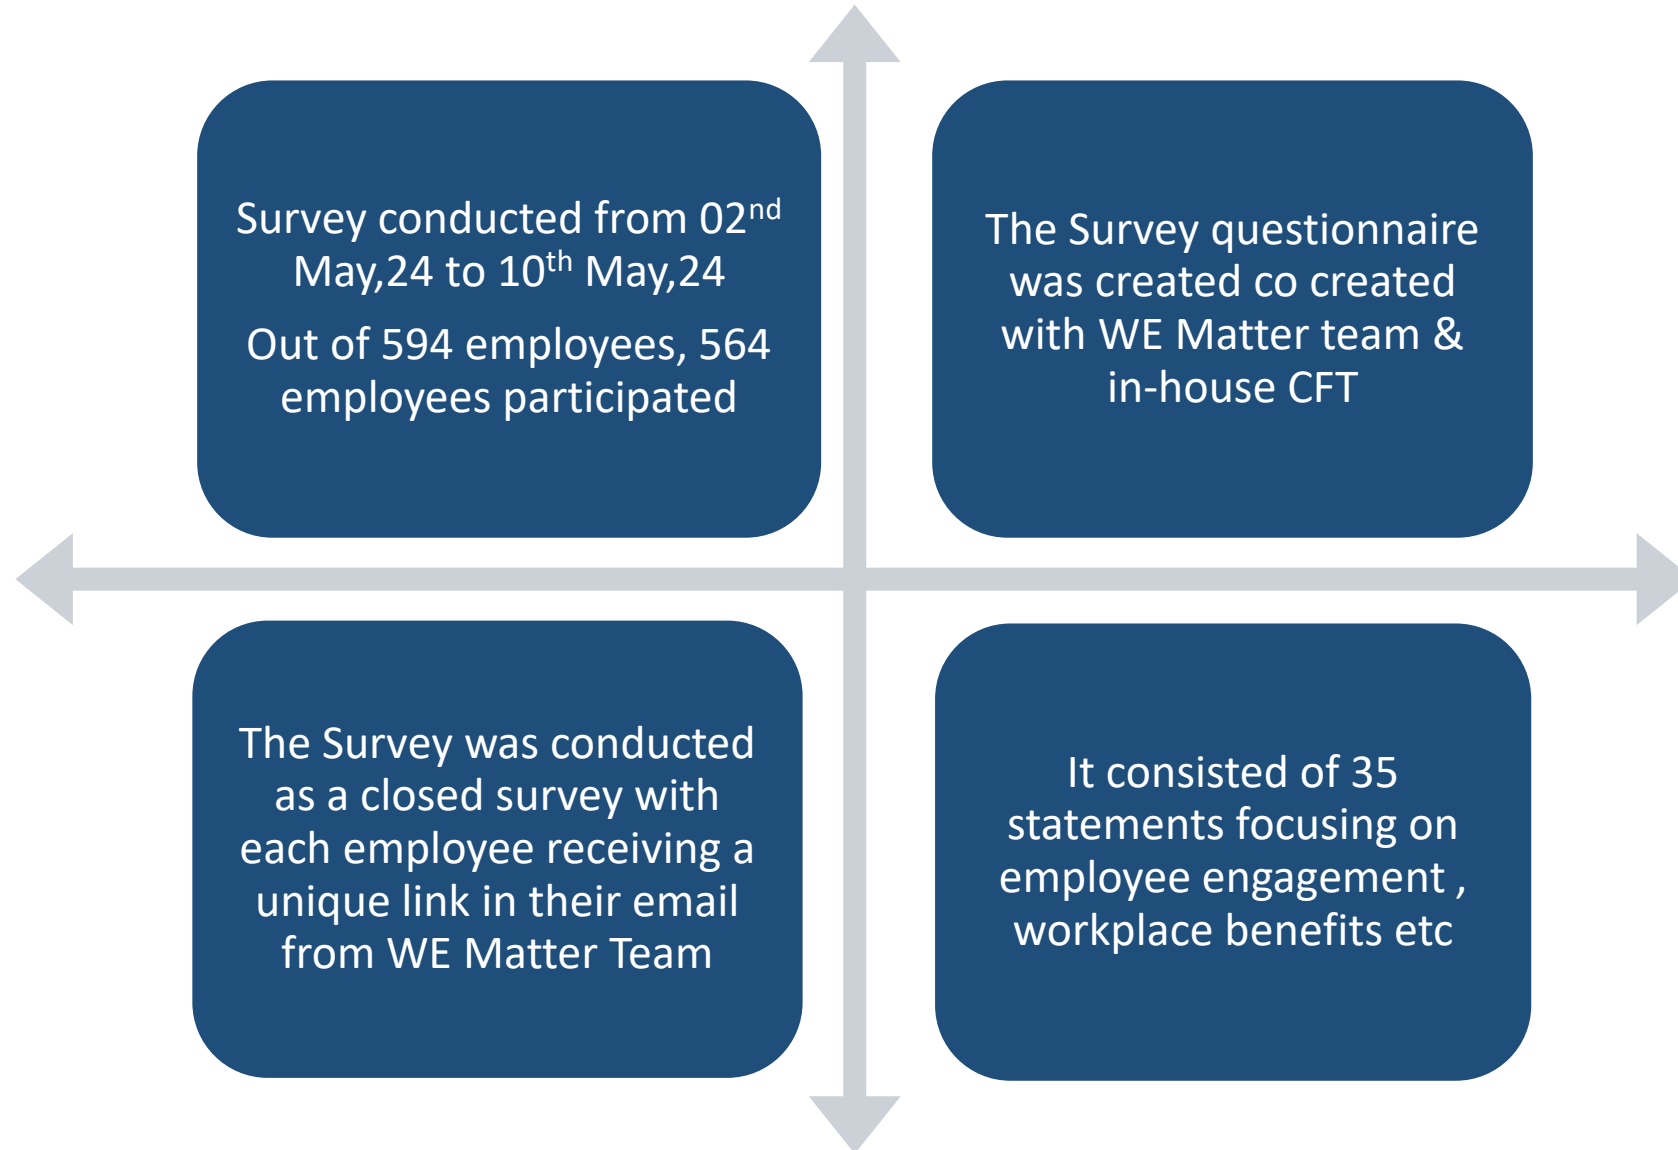 Survey conducted from 02nd
May,24 to 10th May,24
Out of 594 employees, 564
employees participated
The Survey questionnaire
was created co created
with WE Matter team &
in-house CFT
The Survey was conducted
as a closed survey with
each employee receiving a
unique link in their email
from WE Matter Team
It consisted of 35
statements focusing on
employee engagement ,
workplace benefits etc